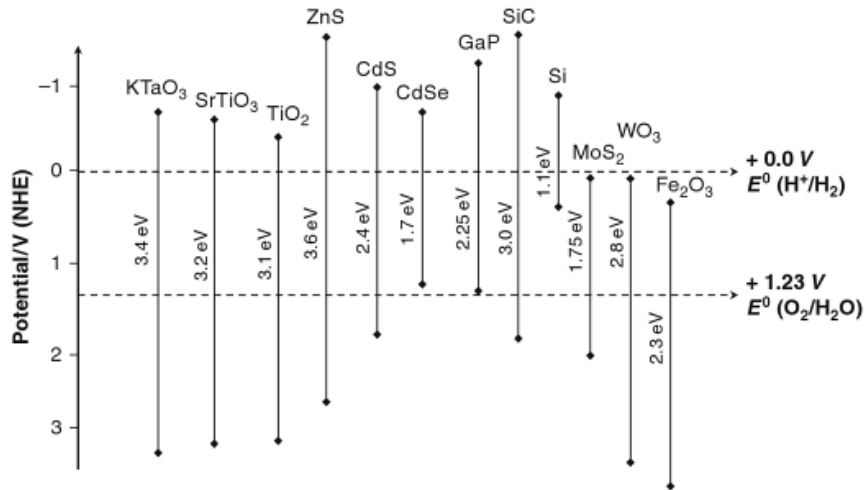 ZnS
SiC
GaP
Si
CdS
CdSe
KTaO₃
SrTiO₃
TiO₂
WO₃
MoS₂
Fe₂O₃
−1
0
1
2
3
Potential/V (NHE)
3.4 eV
3.2 eV
3.1 eV
3.6 eV
2.4 eV
1.7 eV
2.25 eV
3.0 eV
1.1 eV
1.75 eV
2.8 eV
2.3 eV
+ 0.0 V
E⁰ (H⁺/H₂)
+ 1.23 V
E⁰ (O₂/H₂O)